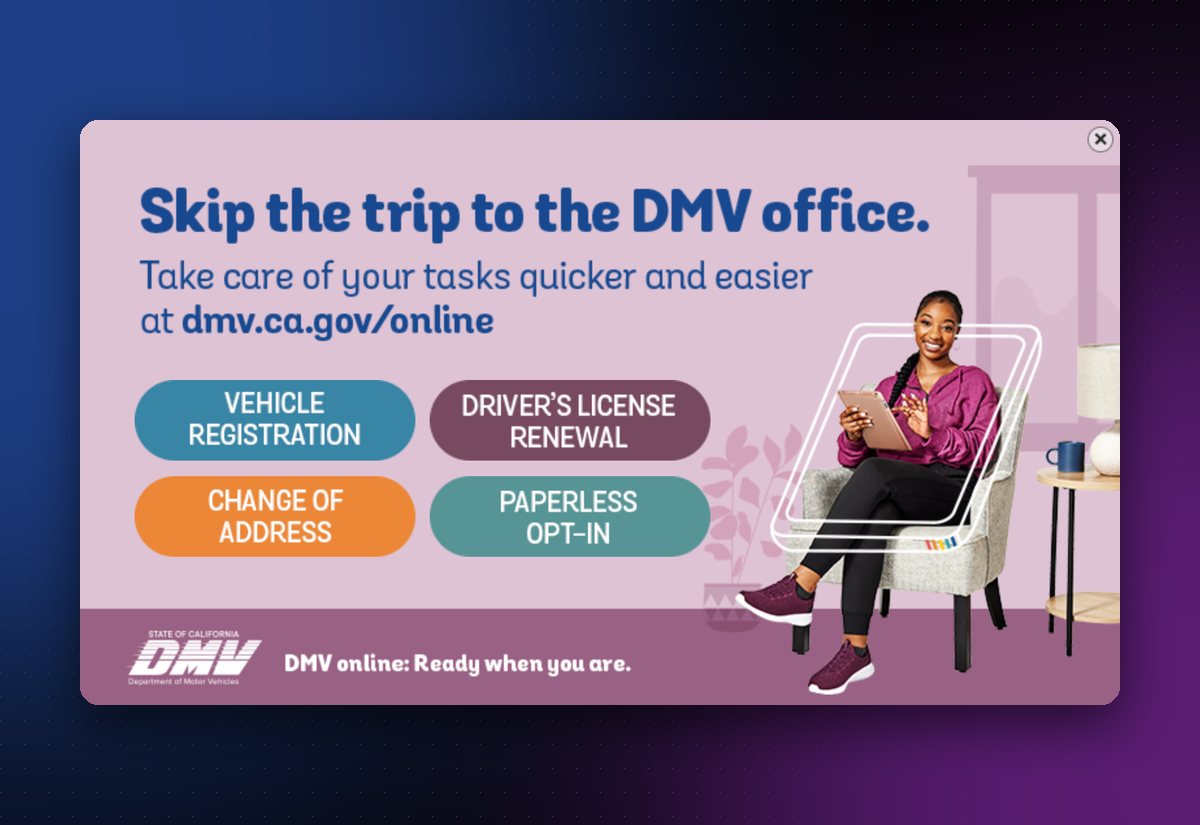 Skip the trip to the DMV office.
Take care of your tasks quicker and easier
at dmv.ca.gov/online
VEHICLE
REGISTRATION
DRIVER'S LICENSE
RENEWAL
CHANGE OF
ADDRESS
PAPERLESS
OPT-IN
STATE OF CALIFORNIA
DMV
Department of Motor Vehicles
DMV online: Ready when you are.